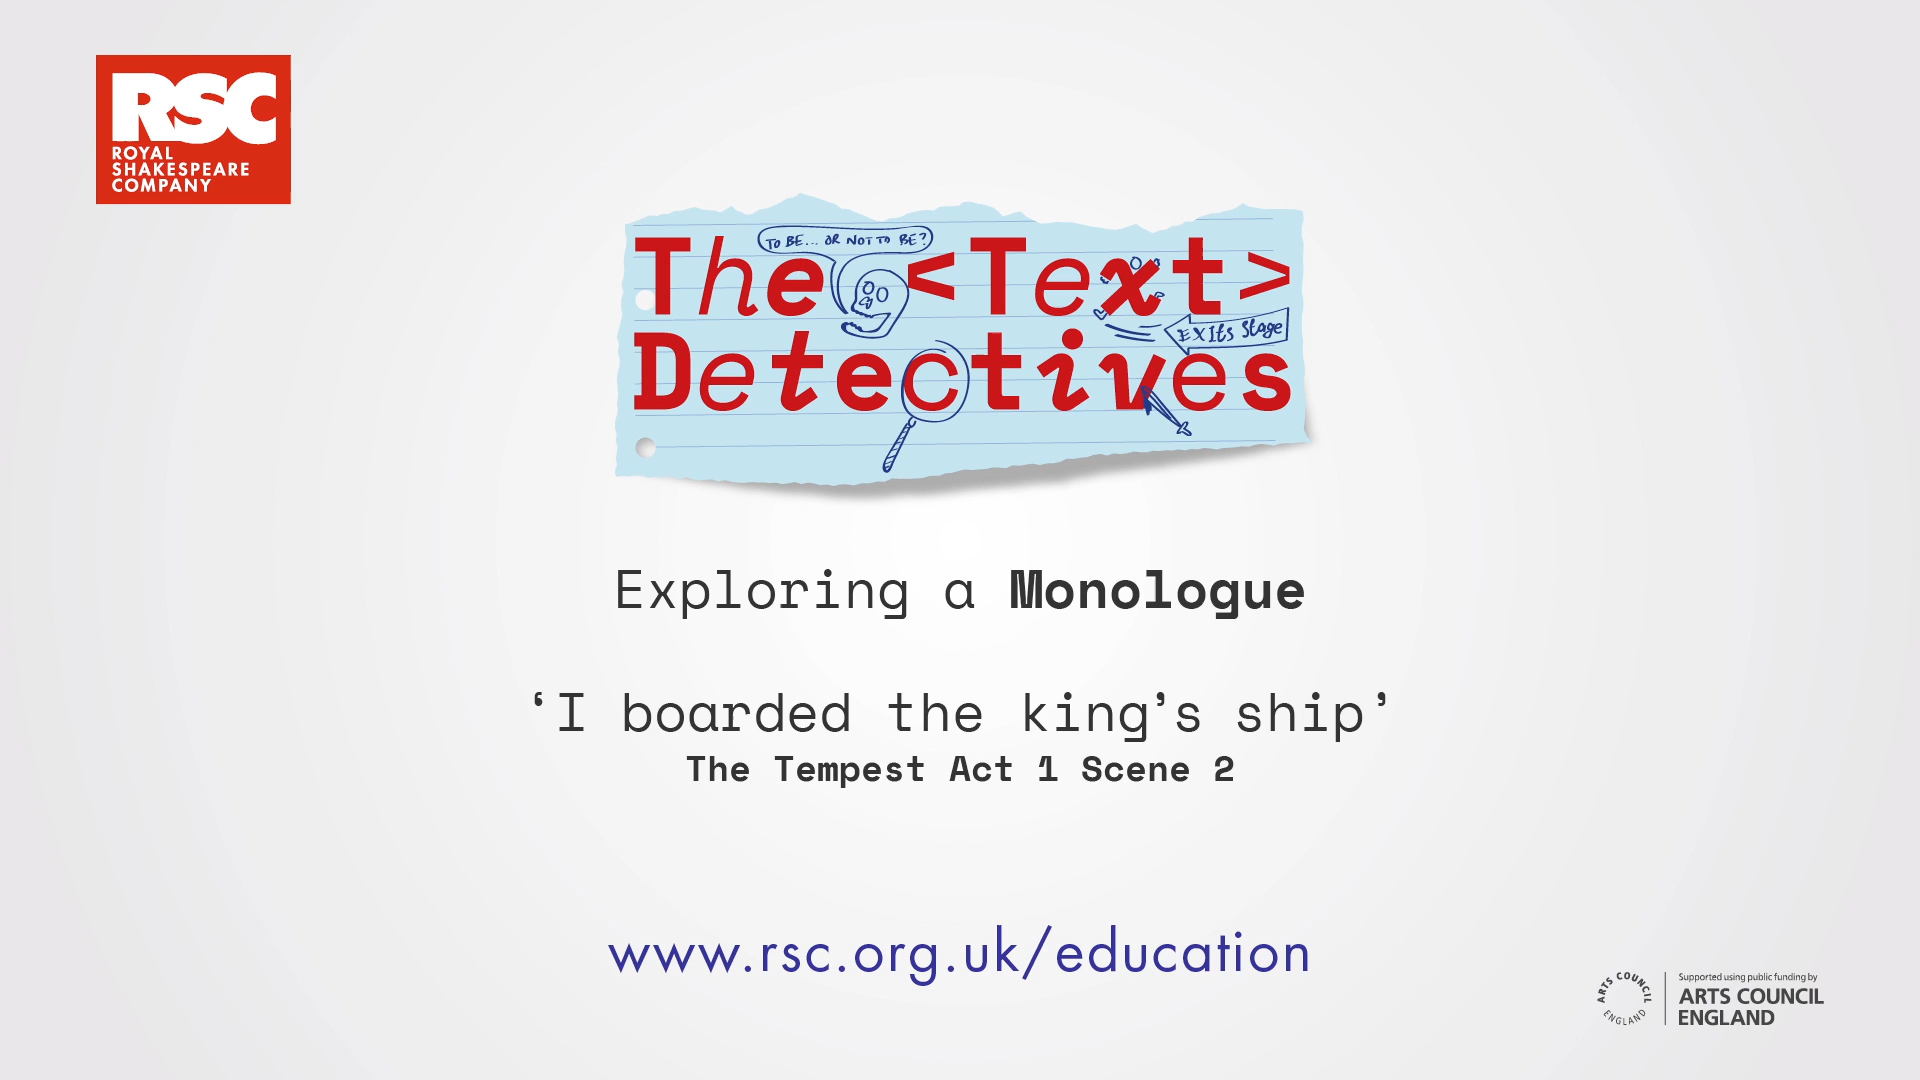 RSC
ROYAL
SHAKESPEARE
COMPANY
TO BE... OR NOT TO BE?
The <Text>
EXITS Stage
Detectives
Exploring a Monologue
‘I boarded the king’s ship’
The Tempest Act 1 Scene 2
www.rsc.org.uk/education
ARTS COUNCIL
ENGLAND
Supported using public funding by
ARTS COUNCIL
ENGLAND